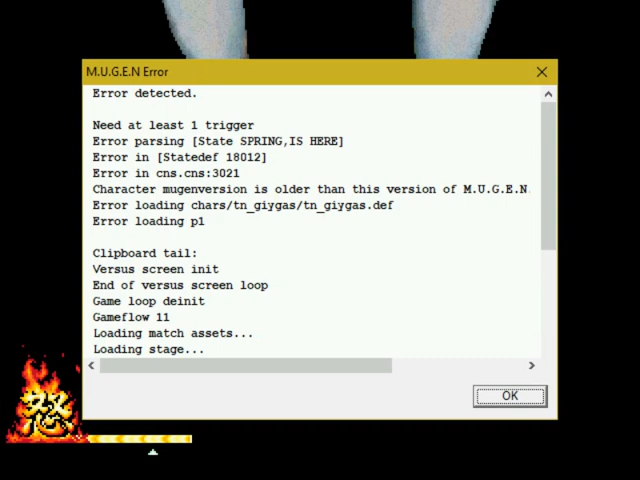 M.U.G.E.N Error
Error detected.
Need at least 1 trigger
Error parsing [State SPRING,IS HERE]
Error in [Statedef 18012]
Error in cns.cns:3021
Character mugenversion is older than this version of M.U.G.E.N
Error loading chars/tn_giygas/tn_giygas.def
Error loading p1
Clipboard tail:
Versus screen init
End of versus screen loop
Game loop deinit
Gameflow 11
Loading match assets...
Loading stage...
OK
怒